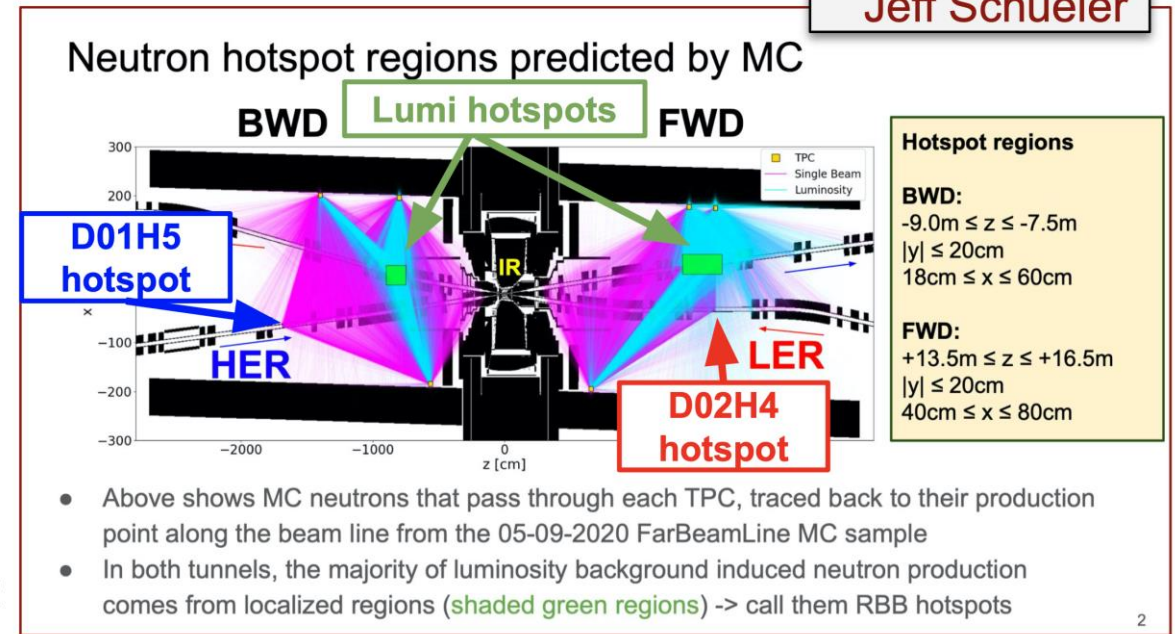 Jeff Schueler
Neutron hotspot regions predicted by MC
BWD
Lumi hotspots
FWD
TPC
Single Beam
Luminosity
300
200
−100
−200
−300
x
D01H5
hotspot
IR
HER
LER
D02H4
hotspot
−2000
−1000
0
z [cm]
Hotspot regions
BWD:
-9.0m ≤ z ≤ -7.5m
|y| ≤ 20cm
18cm ≤ x ≤ 60cm
FWD:
+13.5m ≤ z ≤ +16.5m
|y| ≤ 20cm
40cm ≤ x ≤ 80cm
● Above shows MC neutrons that pass through each TPC, traced back to their production
point along the beam line from the 05-09-2020 FarBeamLine MC sample
● In both tunnels, the majority of luminosity background induced neutron production
comes from localized regions (shaded green regions) -> call them RBB hotspots
2